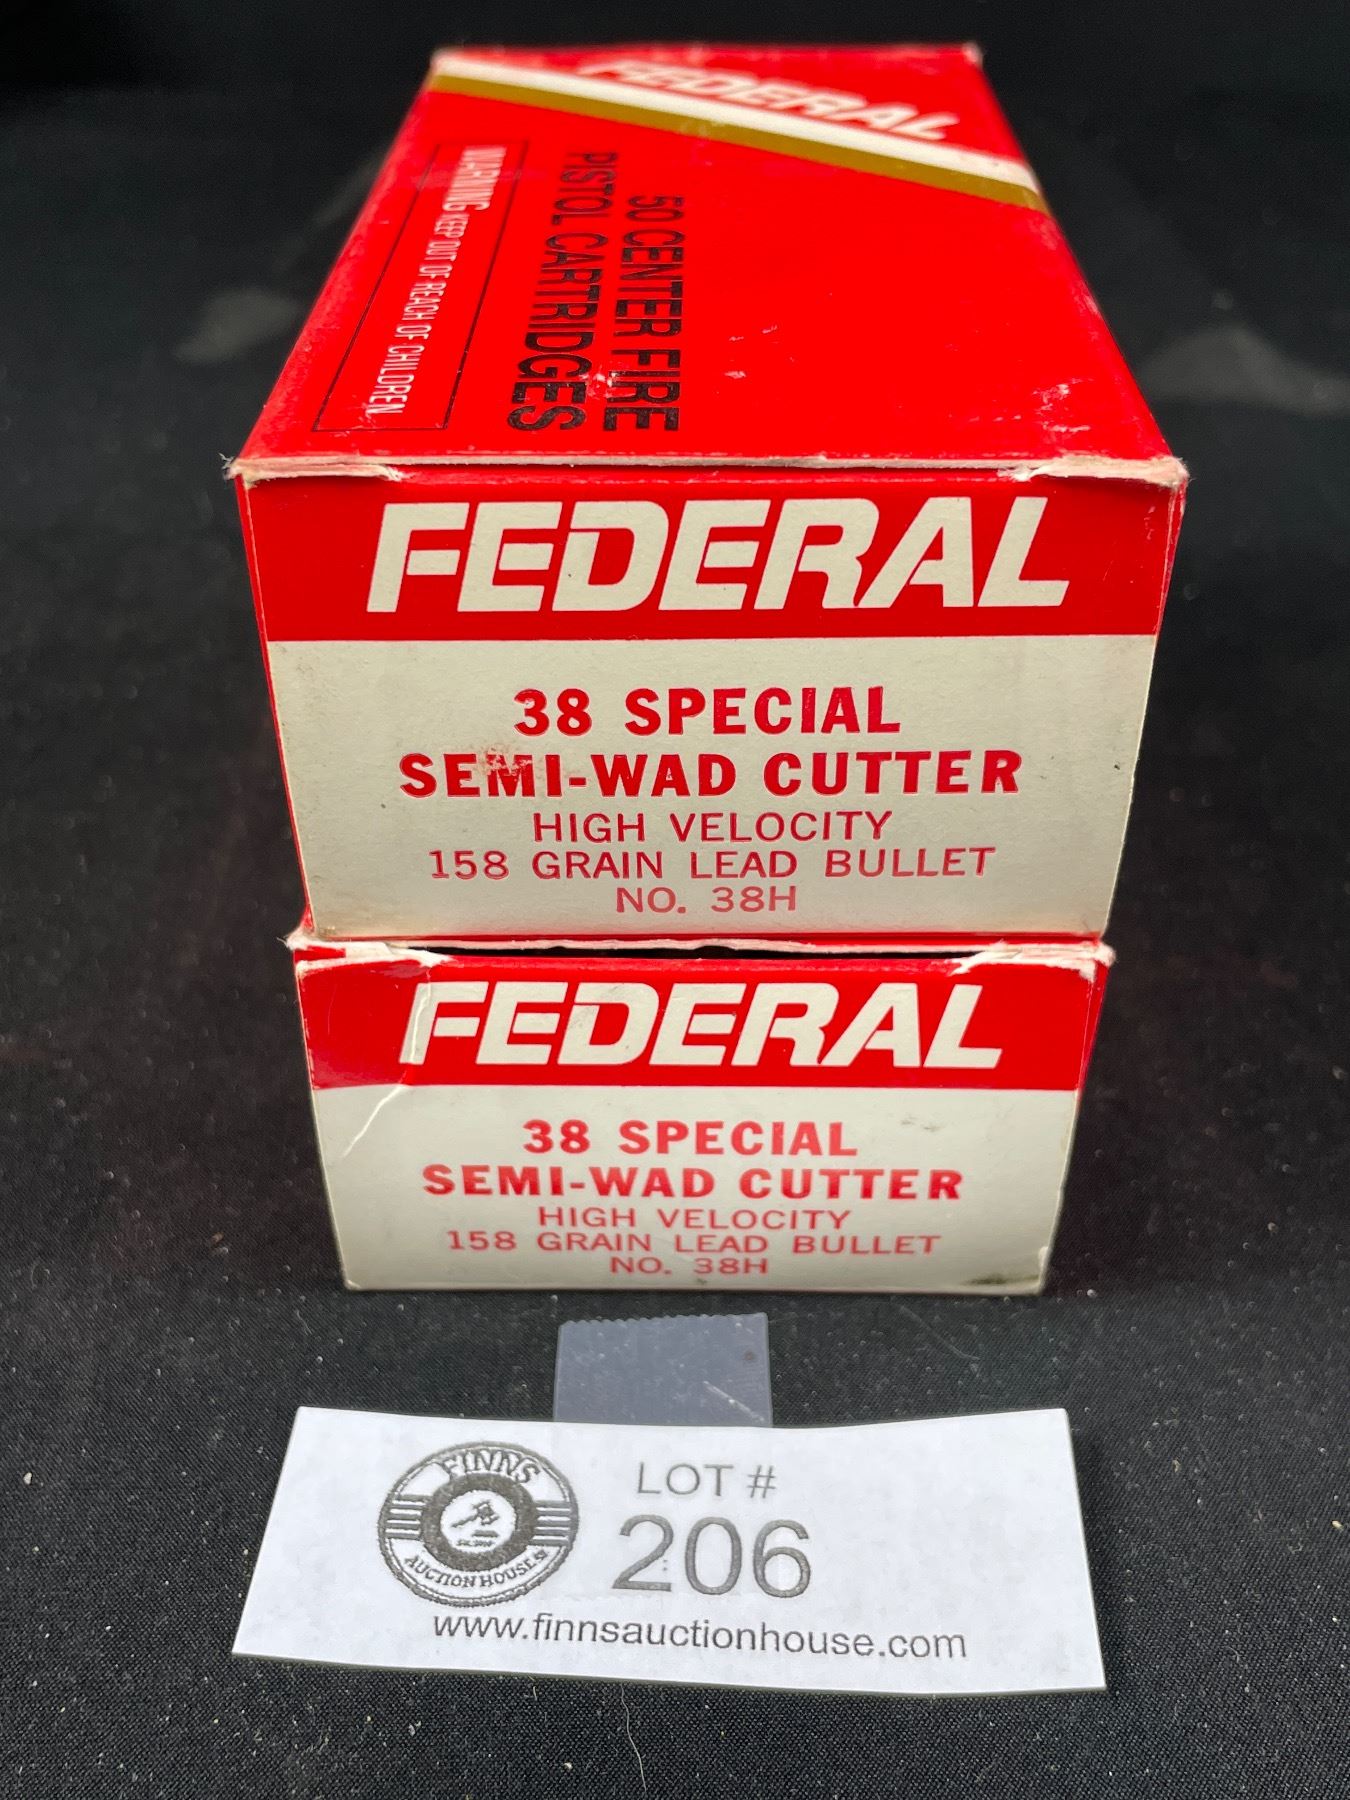 FEDERAL
50 CENTER FIRE
PISTOL CARTRIDGES
WARNING KEEP OUT OF REACH OF CHILDREN
FEDERAL
38 SPECIAL
SEMI-WAD CUTTER
HIGH VELOCITY
158 GRAIN LEAD BULLET
NO. 38H
FEDERAL
38 SPECIAL
SEMI-WAD CUTTER
HIGH VELOCITY
158 GRAIN LEAD BULLET
NO. 38H
FINNS
AUCTION HOUSE
LOT #
206
www.finnsauctionhouse.com